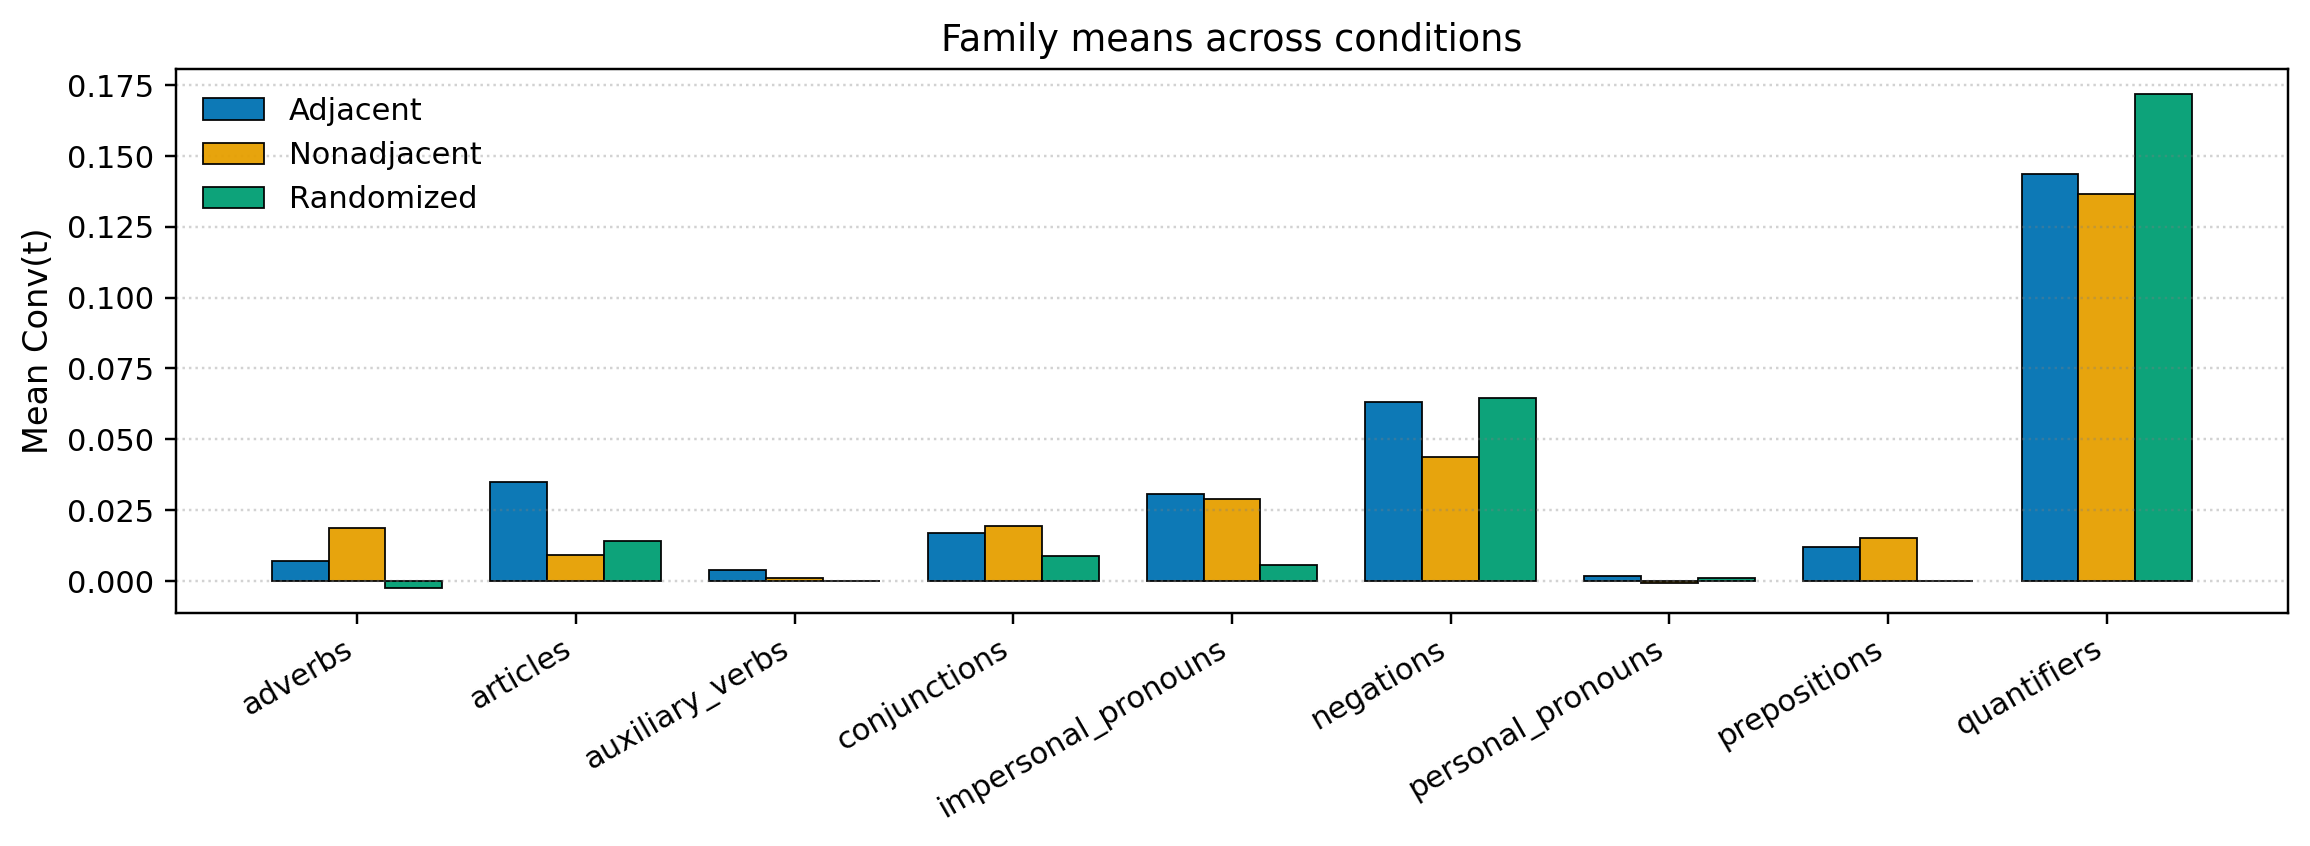 Family means across conditions
Mean Conv(t)
0.175
0.150
0.125
0.100
0.075
0.050
0.025
0.000
Adjacent
Nonadjacent
Randomized
adverbs
articles
auxiliary_verbs
conjunctions
impersonal_pronouns
negations
personal_pronouns
prepositions
quantifiers